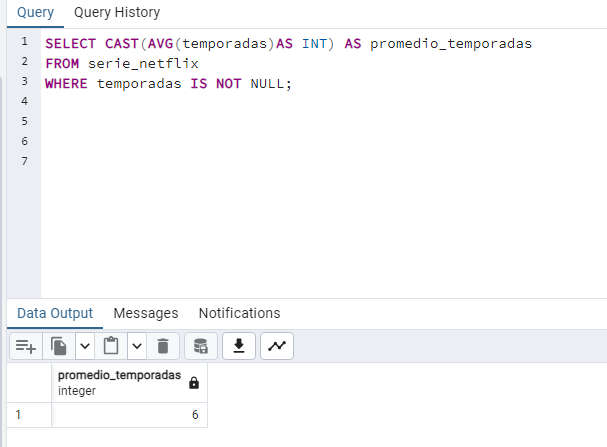 Query Query History
1 SELECT CAST(AVG(temporadas)AS INT) AS promedio_temporadas
2 FROM serie_netflix
3 WHERE temporadas IS NOT NULL;
4
5
6
7
Data Output Messages Notifications
promedio_temporadas
integer
1 6